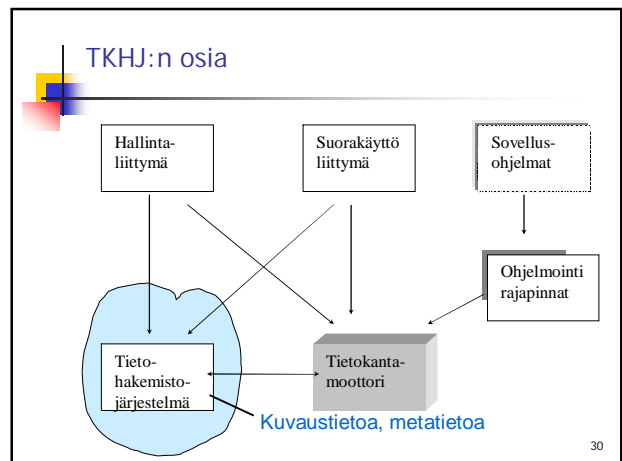 TKHJ:n osia
Hallinta-
liittymä
Suorakäyttö
liittymä
Sovellus-
ohjelmat
Ohjelmointi
rajapinnat
Tieto-
hakemisto-
järjestelmä
Tietokanta-
moottori
Kuvaustietoa, metatietoa
30